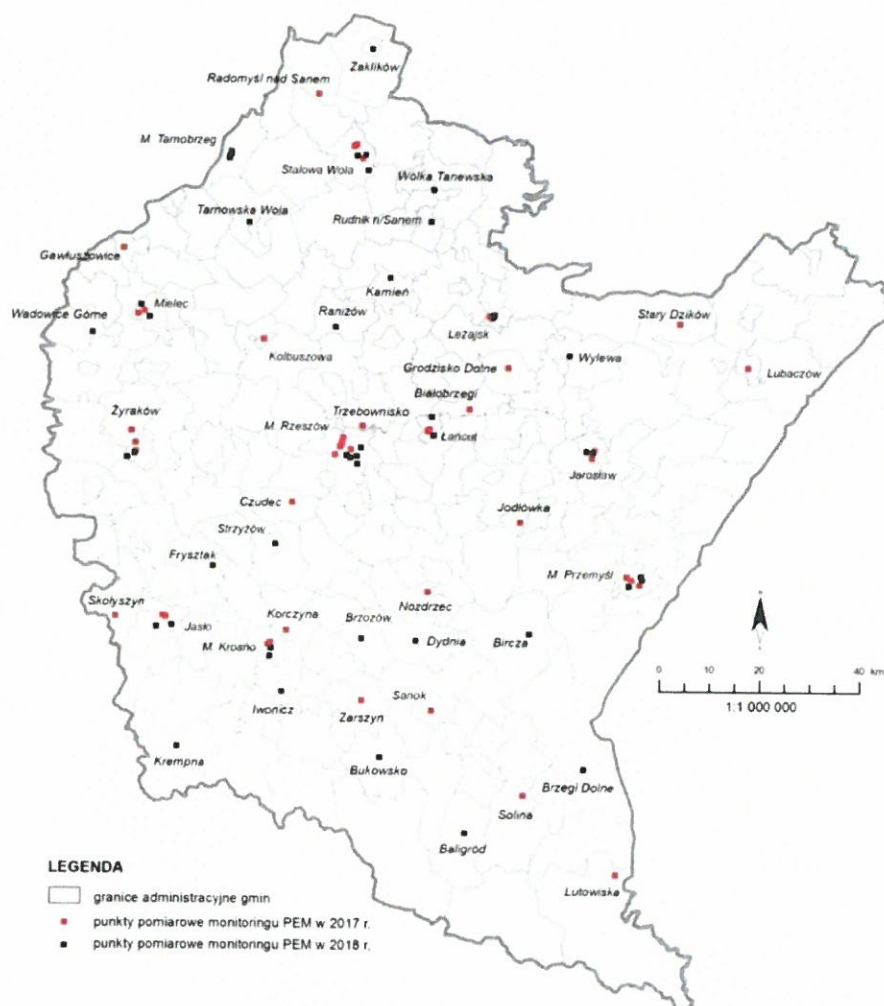 Zaklików
Radomyśl nad Sanem
M. Tarnobrzeg
Stalowa Wola
Wólka Tanewska
Tarnowska Wola
Rudnik n/Sanem
Gawłuszowice
Kamień
Mielec
Wadowice Górne
Ranizów
Leżajsk
Stary Dzików
Kolbuszowa
Grodzisko Dolne
Wylewa
Lubaczów
Białobrzegi
Żyraków
Trzebownisko
M. Rzeszów
Łańcut
Jarosław
Czudec
Jodłówka
Strzyżów
Frysztak
M. Przemyśl
Skołyszyn
Nozdrzec
Korczyna
Brzozów
Jasło
M. Krosno
Dydnia
Bircza
0 20 40 km
1:1 000 000
Iwonicz
Sanok
Zarszyn
Krempna
Bukowsko
Brzegi Dolne
Solina
Baligród
Lutowiska
LEGENDA
granice administracyjne gmin
punkty pomiarowe monitoringu PEM w 2017 r.
punkty pomiarowe monitoringu PEM w 2018 r.